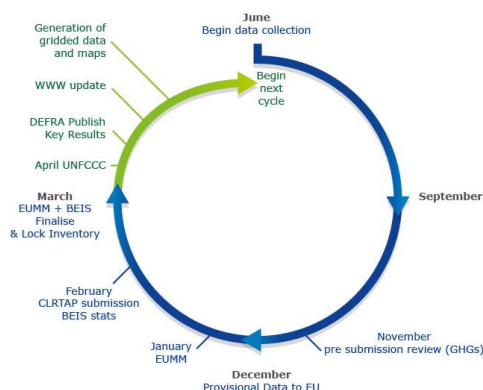 June
Begin data collection
Begin
next
cycle
September
November
pre submission review (GHGs)
December
Provisional Data to EU
January
EUMM
February
CLRTAP submission
BEIS stats
March
EUMM + BEIS
Finalise
& Lock Inventory
April UNFCCC
DEFRA Publish
Key Results
WWW update
Generation of
gridded data
and maps